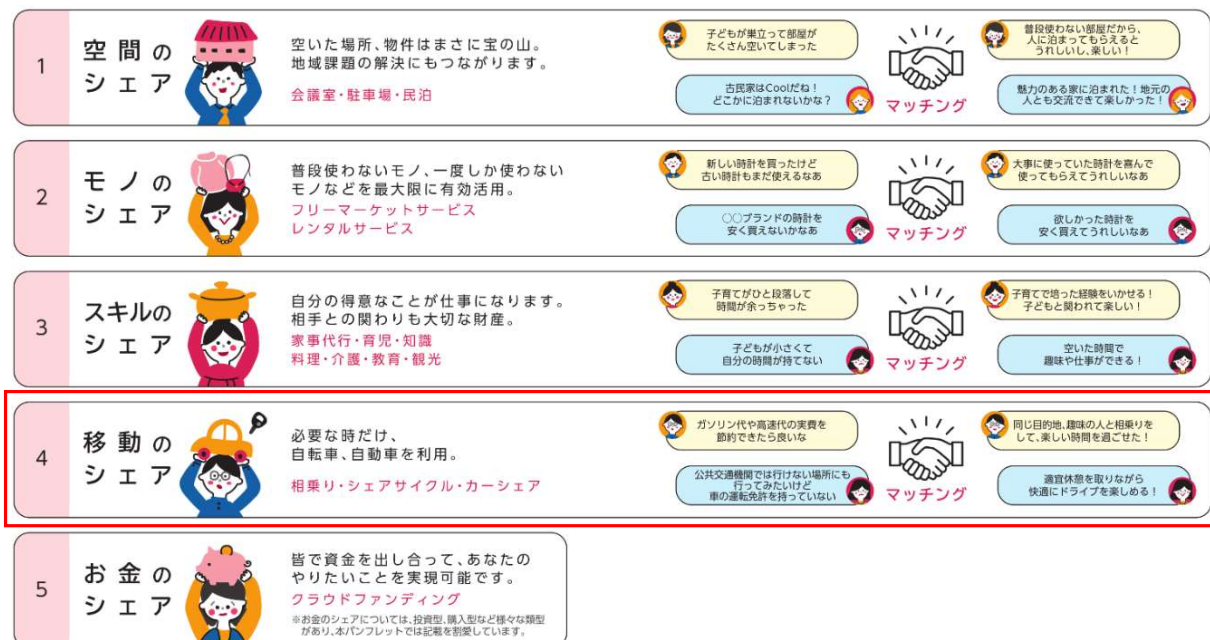 1
空間の
シェア
空いた場所、物件はまさに宝の山。
地域課題の解決にもつながります。
会議室・駐車場・民泊
子どもが巣立って部屋が
たくさん空いてしまった
古民家はCoolだね！
どこかに泊まれないかな？
マッチング
普段使わない部屋だから、
人に泊まってもらえると
うれしいし、楽しい！
魅力のある家に泊まれた！地元の
人とも交流できて楽しかった！
2
モノの
シェア
普段使わないモノ、一度しか使わない
モノなどを最大限に有効活用。
フリーマーケットサービス
レンタルサービス
新しい時計を買ったけど
古い時計もまだ使えるなあ
○○ブランドの時計を
安く買えないかなあ
マッチング
大事に使っていた時計を喜んで
使ってもらえてうれしいなあ
欲しかった時計を
安く買えてうれしいなあ
3
スキルの
シェア
自分の得意なことが仕事になります。
相手との関わりも大切な財産。
家事代行・育児・知識
料理・介護・教育・観光
子育てがひと段落して
時間が余っちゃった
子どもが小さくて
自分の時間が持てない
マッチング
子育てで培った経験をいかせる！
子どもと関われて楽しい！
空いた時間で
趣味や仕事ができる！
4
移動の
シェア
必要な時だけ、
自転車、自動車を利用。
相乗り・シェアサイクル・カーシェア
ガソリン代や高速代の実費を
節約できたら良いな
公共交通機関では行けない場所にも
行ってみたいけど
車の運転免許を持っていない
マッチング
同じ目的地、趣味の人と相乗りを
して、楽しい時間を過ごせた！
適宜休憩を取りながら
快適にドライブを楽しめる！
5
お金の
シェア
皆で資金を出し合って、あなたの
やりたいことを実現可能です。
クラウドファンディング
※お金のシェアについては、投資型、購入型など様々な類型
があり、本パンフレットでは記載を割愛しています。